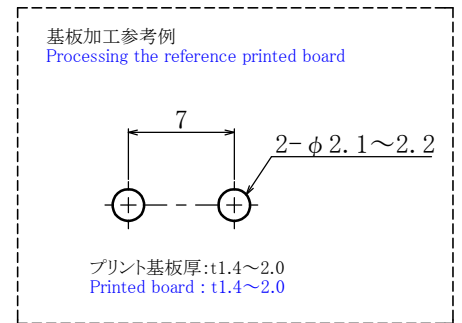 基板加工参考例
Processing the reference printed board
7
2-φ2.1～2.2
プリント基板厚:t1.4～2.0
Printed board : t1.4～2.0